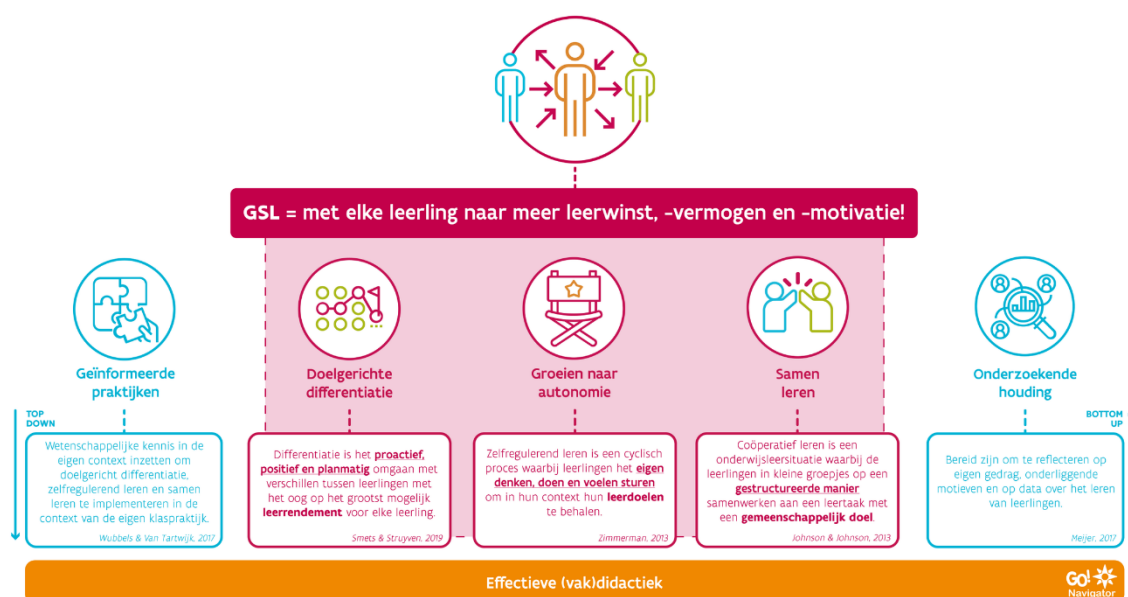 GSL = met elke leerling naar meer leerwinst, -vermogen en -motivatie!
Geïnformeerde
praktijken
Doelgerichte
differentiatie
Groeien naar
autonomie
Samen
leren
Onderzoekende
houding
TOP
DOWN
BOTTOM
UP
Wetenschappelijke kennis in de
eigen context inzetten om
doelgericht differentiatie,
zelfregulerend leren en samen
leren te implementeren in de
context van de eigen klaspraktijk.
Wubbels & Van Tartwijk, 2017
Differentiatie is het proactief,
positief en planmatig omgaan met
verschillen tussen leerlingen met
het oog op het grootst mogelijk
leerrendement voor elke leerling.
Smets & Struyven, 2019
Zelfregulerend leren is een cyclisch
proces waarbij leerlingen het eigen
denken, doen en voelen sturen
om in hun context hun leerdoelen
te behalen.
Zimmerman, 2013
Coöperatief leren is een
onderwijsleersituatie waarbij de
leerlingen in kleine groepjes op een
gestructureerde manier
samenwerken aan een leertaak met
een gemeenschappelijk doel.
Johnson & Johnson, 2013
Bereid zijn om te reflecteren op
eigen gedrag, onderliggende
motieven en op data over het leren
van leerlingen.
Meijer, 2017
Effectieve (vak)didactiek
GO!
Navigator